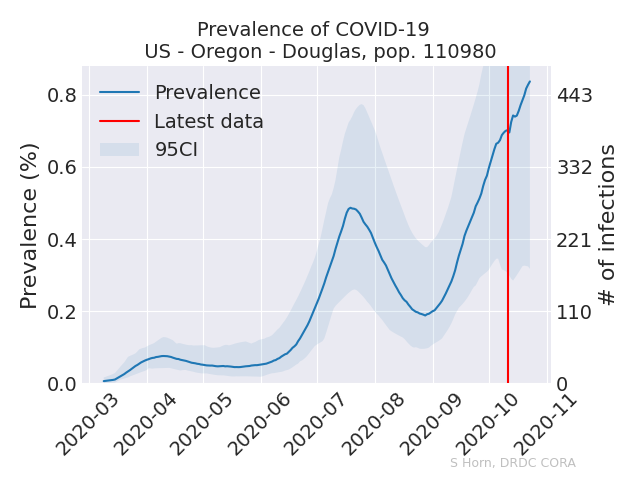 Prevalence of COVID-19
US - Oregon - Douglas, pop. 110980
Prevalence
Latest data
95CI
Prevalence (%)
0.8
0.6
0.4
0.2
0.0
443
332
221
110
0
# of infections
2020-03
2020-04
2020-05
2020-06
2020-07
2020-08
2020-09
2020-10
2020-11
S Horn, DRDC CORA